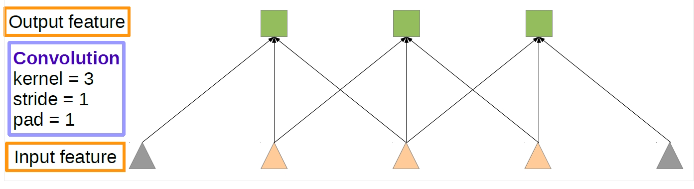 Output feature
Convolution
kernel = 3
stride = 1
pad = 1
Input feature